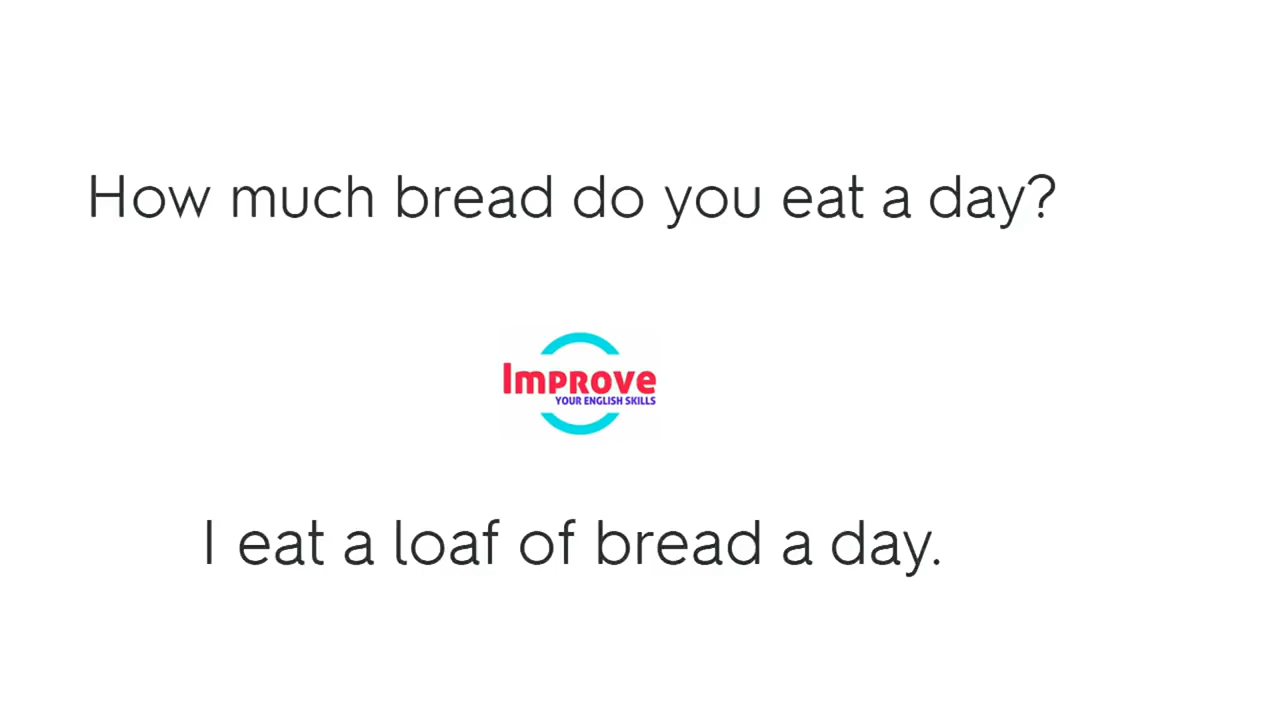 How much bread do you eat a day?
Improve
YOUR ENGLISH SKILLS
I eat a loaf of bread a day.